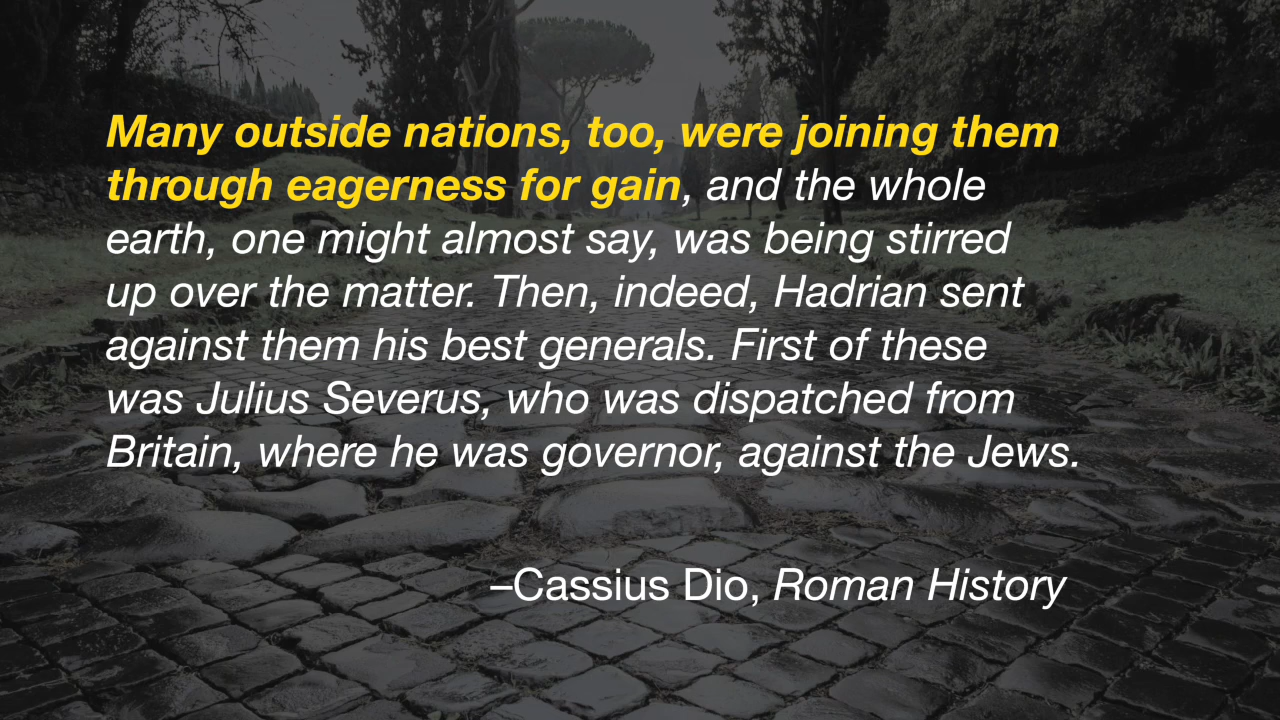 Many outside nations, too, were joining them
through eagerness for gain, and the whole
earth, one might almost say, was being stirred
up over the matter. Then, indeed, Hadrian sent
against them his best generals. First of these
was Julius Severus, who was dispatched from
Britain, where he was governor, against the Jews.
–Cassius Dio, Roman History